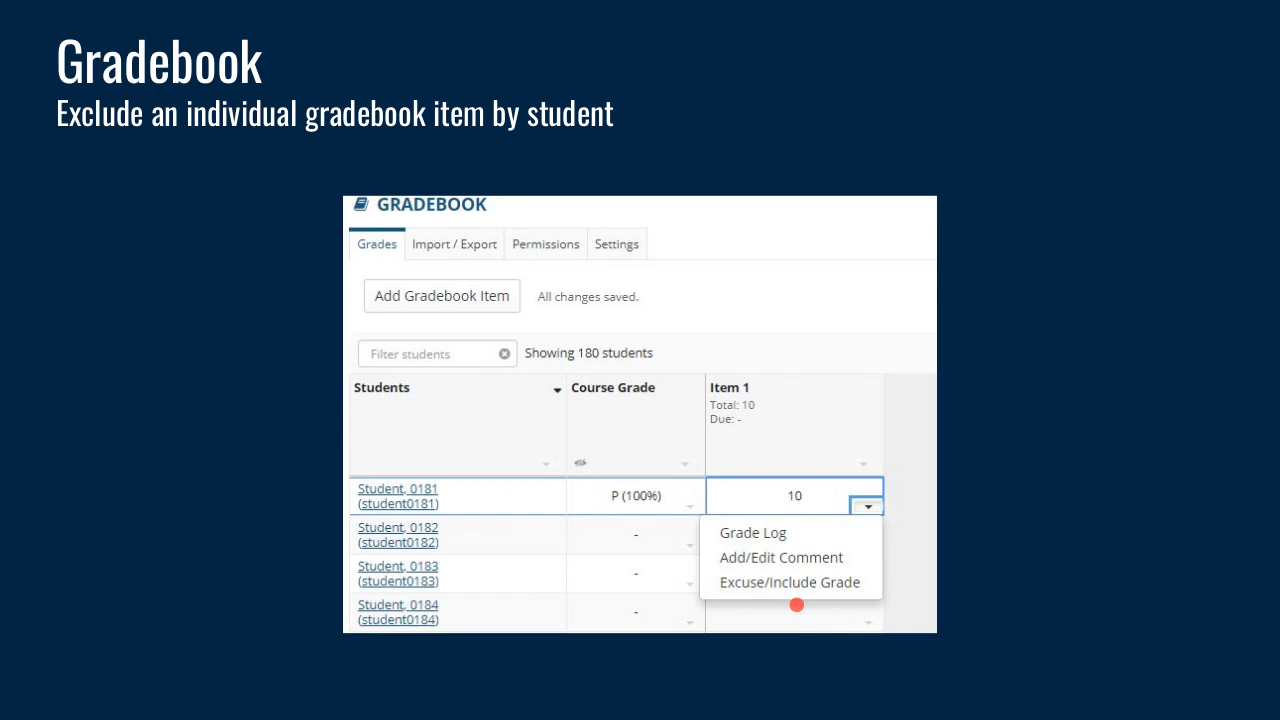 Gradebook
Exclude an individual gradebook item by student
GRADEBOOK
Grades Import / Export Permissions Settings
Add Gradebook Item All changes saved.
Filter students Showing 180 students
Students Course Grade Item 1
Total: 10
Due: -
Student, 0181
(student0181)
P (100%) 10
Student, 0182
(student0182)
-
Student, 0183
(student0183)
-
Student, 0184
(student0184)
-
Grade Log
Add/Edit Comment
Excuse/Include Grade